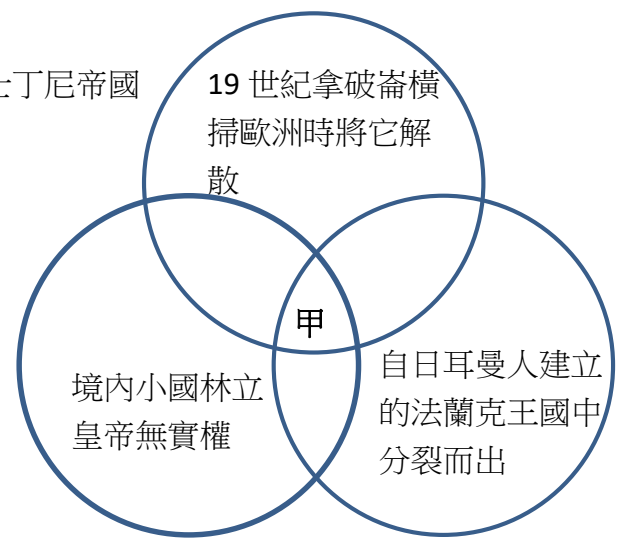 士丁尼帝國
19 世紀拿破崙橫
掃歐洲時將它解
散
甲
境內小國林立
皇帝無實權
自日耳曼人建立
的法蘭克王國中
分裂而出